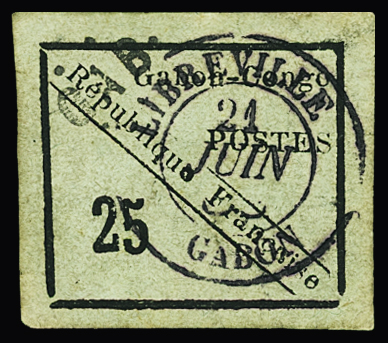 Gabon-Congo
POSTES
République Française
25
LIBREVILLE
21
JUIN
GABON